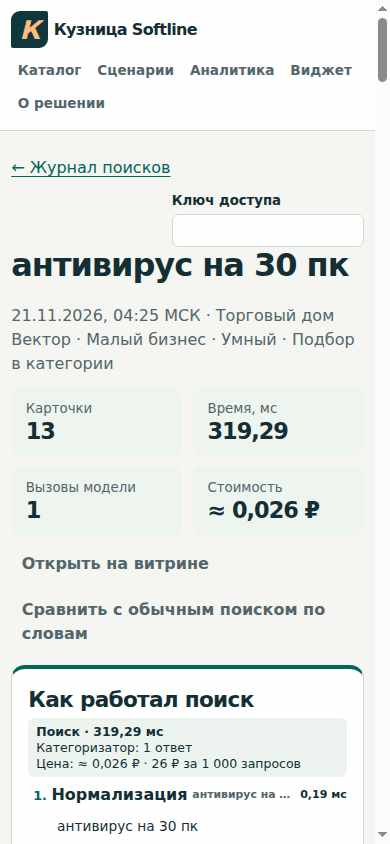 К Кузница Softline
Каталог Сценарии Аналитика Виджет
О решении
← Журнал поисков
Ключ доступа
антивирус на 30 пк
21.11.2026, 04:25 МСК · Торговый дом
Вектор · Малый бизнес · Умный · Подбор
в категории
Карточки
13
Время, мс
319,29
Вызовы модели
1
Стоимость
≈ 0,026 ₽
Открыть на витрине
Сравнить с обычным поиском по
словам
Как работал поиск
Поиск · 319,29 мс
Категоризатор: 1 ответ
Цена: ≈ 0,026 ₽ · 26 ₽ за 1 000 запросов
1. Нормализация антивирус на ... 0,19 мс
антивирус на 30 пк